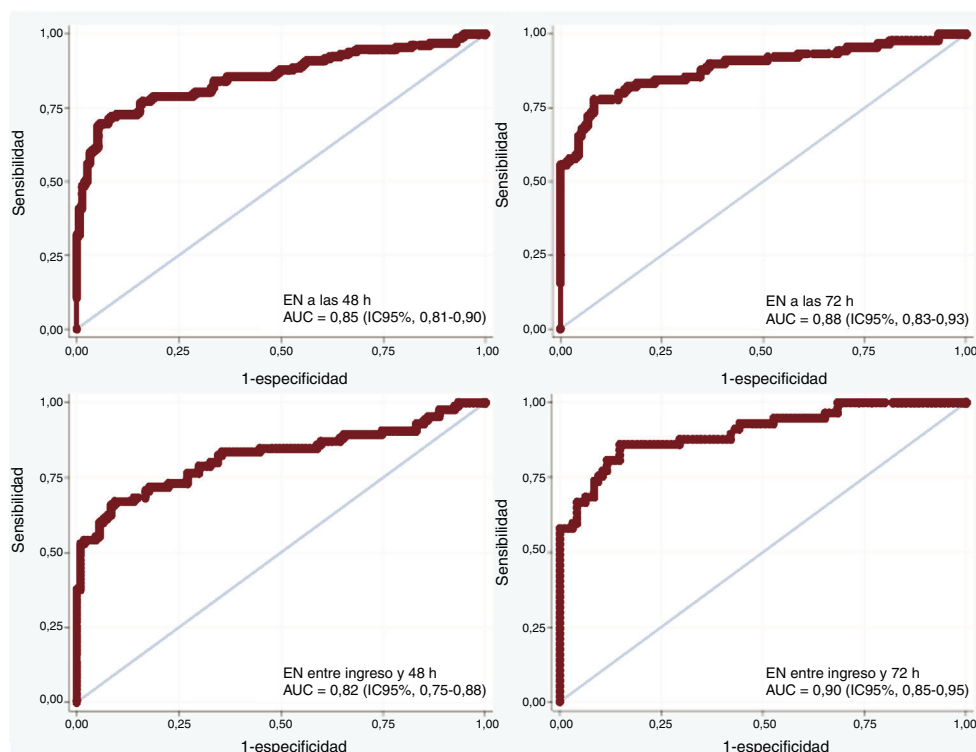 1,00
0,75
0,50
0,25
0,00
Sensibilidad
EN a las 48 h
AUC = 0,85 (IC95%, 0,81-0,90)
0,00 0,25 0,50 0,75 1,00
1-especificidad
1,00
0,75
0,50
0,25
0,00
Sensibilidad
EN a las 72 h
AUC = 0,88 (IC95%, 0,83-0,93)
0,00 0,25 0,50 0,75 1,00
1-especificidad
1,00
0,75
0,50
0,25
0,00
Sensibilidad
EN entre ingreso y 48 h
AUC = 0,82 (IC95%, 0,75-0,88)
0,00 0,25 0,50 0,75 1,00
1-especificidad
1,00
0,75
0,50
0,25
0,00
Sensibilidad
EN entre ingreso y 72 h
AUC = 0,90 (IC95%, 0,85-0,95)
0,00 0,25 0,50 0,75 1,00
1-especificidad